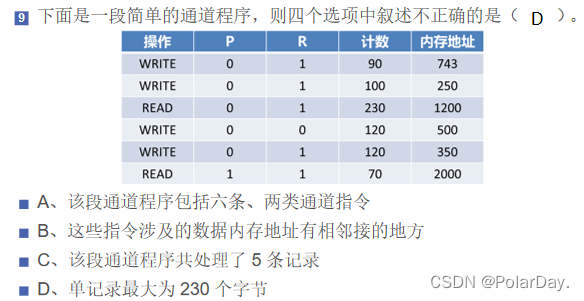 9 下面是一段简单的通道程序，则四个选项中叙述不正确的是（ D ）。
操作 P R 计数 内存地址
WRITE 0 1 90 743
WRITE 0 1 100 250
READ 0 1 230 1200
WRITE 0 0 120 500
WRITE 0 1 120 350
READ 1 1 70 2000
A、该段通道程序包括六条、两类通道指令
B、这些指令涉及的数据内存地址有相邻接的地方
C、该段通道程序共处理了 5 条记录
D、单记录最大为 230 个字节
CSDN @PolarDay.